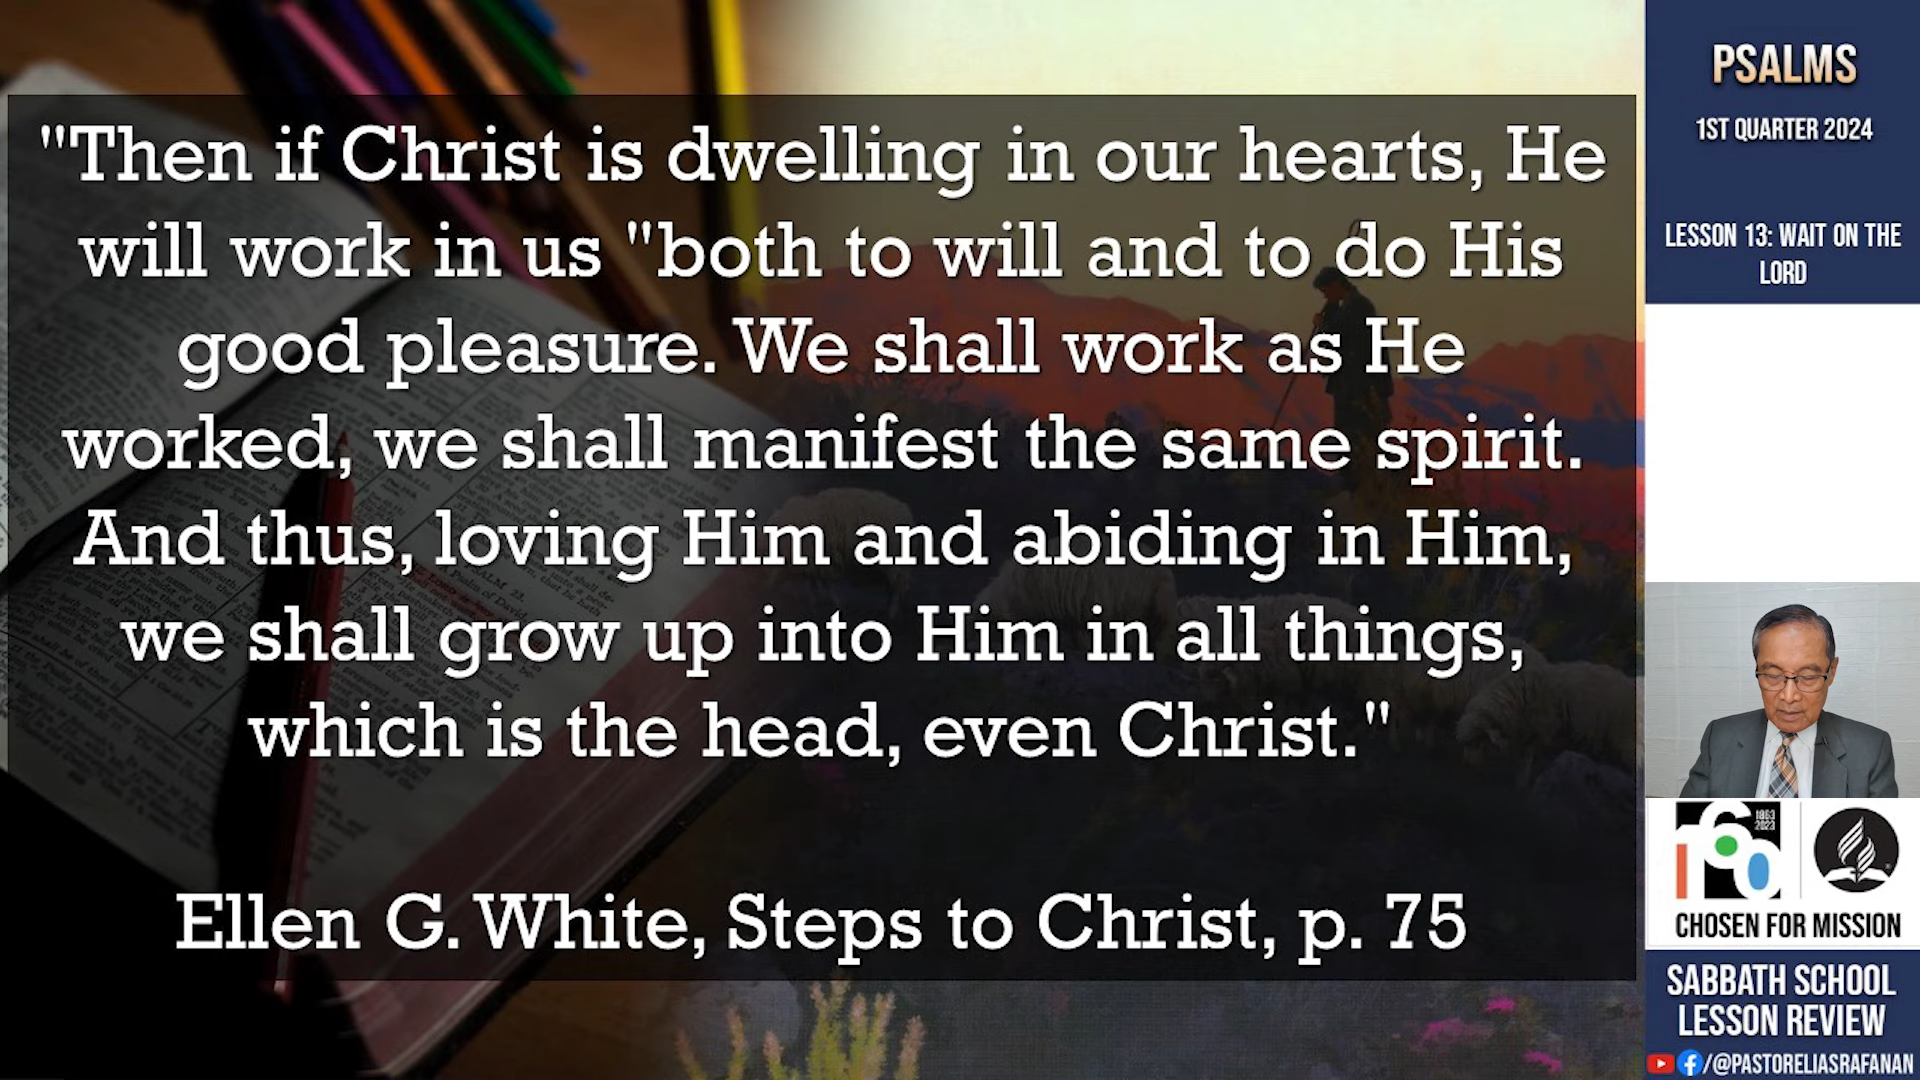 "Then if Christ is dwelling in our hearts, He
will work in us "both to will and to do His
good pleasure. We shall work as He
worked, we shall manifest the same spirit.
And thus, loving Him and abiding in Him,
we shall grow up into Him in all things,
which is the head, even Christ."
Ellen G. White, Steps to Christ, p. 75
PSALMS
1ST QUARTER 2024
LESSON 13: WAIT ON THE
LORD
160
1863
2023
CHOSEN FOR MISSION
SABBATH SCHOOL
LESSON REVIEW
/@PASTORELIASRAFANAN